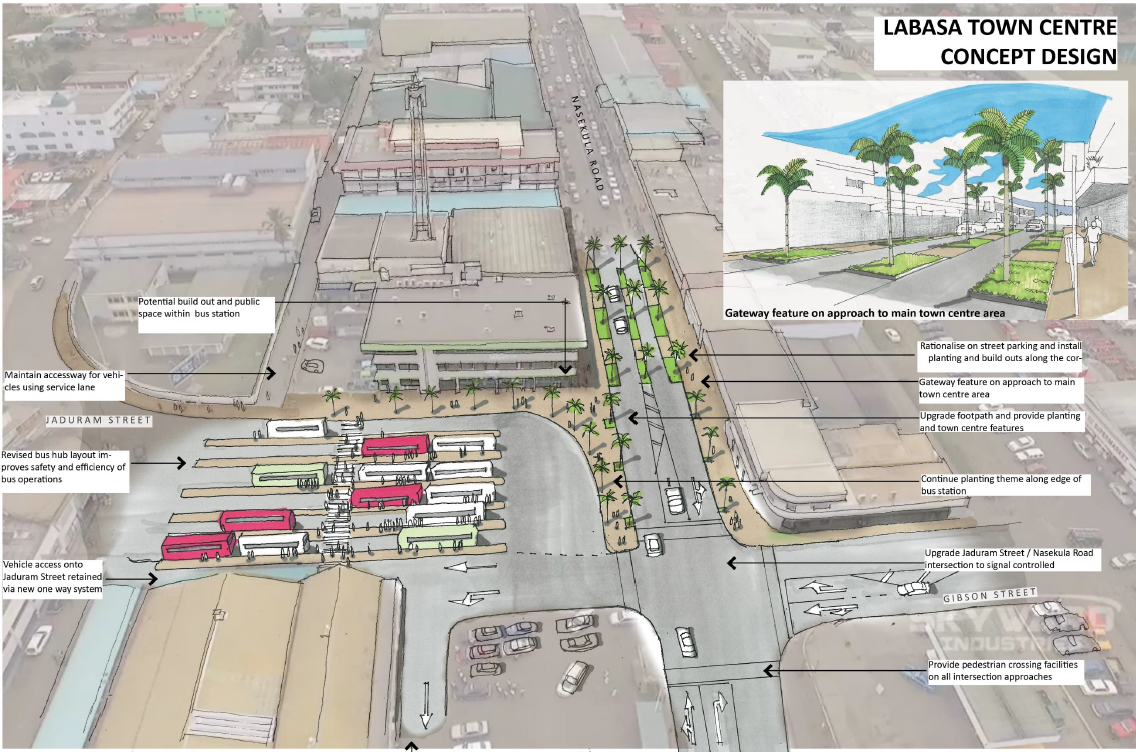 LABASA TOWN CENTRE
CONCEPT DESIGN
NASEKULA ROAD
Gateway feature on approach to main town centre area
Potential build out and public
space within bus station
Maintain accessway for vehi-
cles using service lane
JADURAM STREET
Revised bus hub layout im-
proves safety and efficiency of
bus operations
Vehicle access onto
Jaduram Street retained
via new one way system
Rationalise on street parking and install
planting and build outs along the cor-
Gateway feature on approach to main
town centre area
Upgrade footpath and provide planting
and town centre features
Continue planting theme along edge of
bus station
Upgrade Jaduram Street / Nasekula Road
intersection to signal controlled
GIBSON STREET
Provide pedestrian crossing facilities
on all intersection approaches